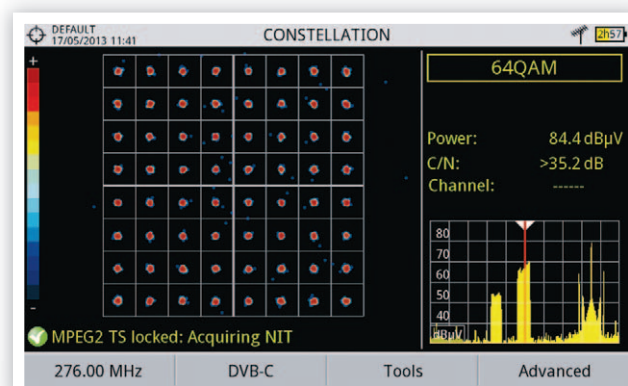 DEFAULT
17/05/2013 11:41
CONSTELLATION
2h57
+
-
64QAM
Power: 84.4 dBµV
C/N: >35.2 dB
Channel: ------
80
70
60
50
40
dBµV
MPEG2 TS locked: Acquiring NIT
276.00 MHz
DVB-C
Tools
Advanced